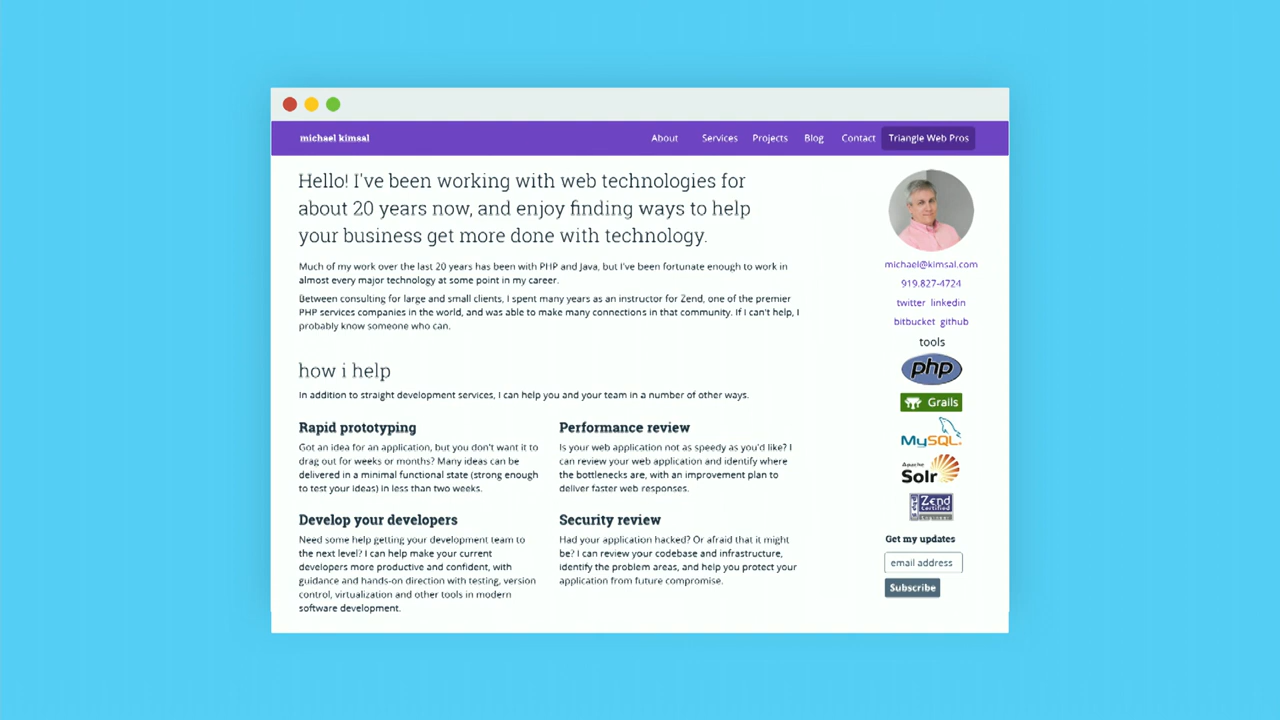 michael kimsal
About Services Projects Blog Contact Triangle Web Pros
Hello! I've been working with web technologies for
about 20 years now, and enjoy finding ways to help
your business get more done with technology.
Much of my work over the last 20 years has been with PHP and Java, but I've been fortunate enough to work in
almost every major technology at some point in my career.
Between consulting for large and small clients, I spent many years as an instructor for Zend, one of the premier
PHP services companies in the world, and was able to make many connections in that community. If I can't help, I
probably know someone who can.
how i help
In addition to straight development services, I can help you and your team in a number of other ways.
Rapid prototyping
Got an idea for an application, but you don't want it to
drag out for weeks or months? Many ideas can be
delivered in a minimal functional state (strong enough
to test your ideas) in less than two weeks.
Performance review
Is your web application not as speedy as you'd like? I
can review your web application and identify where
the bottlenecks are, with an improvement plan to
deliver faster web responses.
Develop your developers
Need some help getting your development team to
the next level? I can help make your current
developers more productive and confident, with
guidance and hands-on direction with testing, version
control, virtualization and other tools in modern
software development.
Security review
Had your application hacked? Or afraid that it might
be? I can review your codebase and infrastructure,
identify the problem areas, and help you protect your
application from future compromise.
michael@kimsal.com
919.827-4724
twitter linkedin
bitbucket github
tools
php
Grails
MySQL
Apache
Solr
Zend
Certified
Get my updates
email address
Subscribe